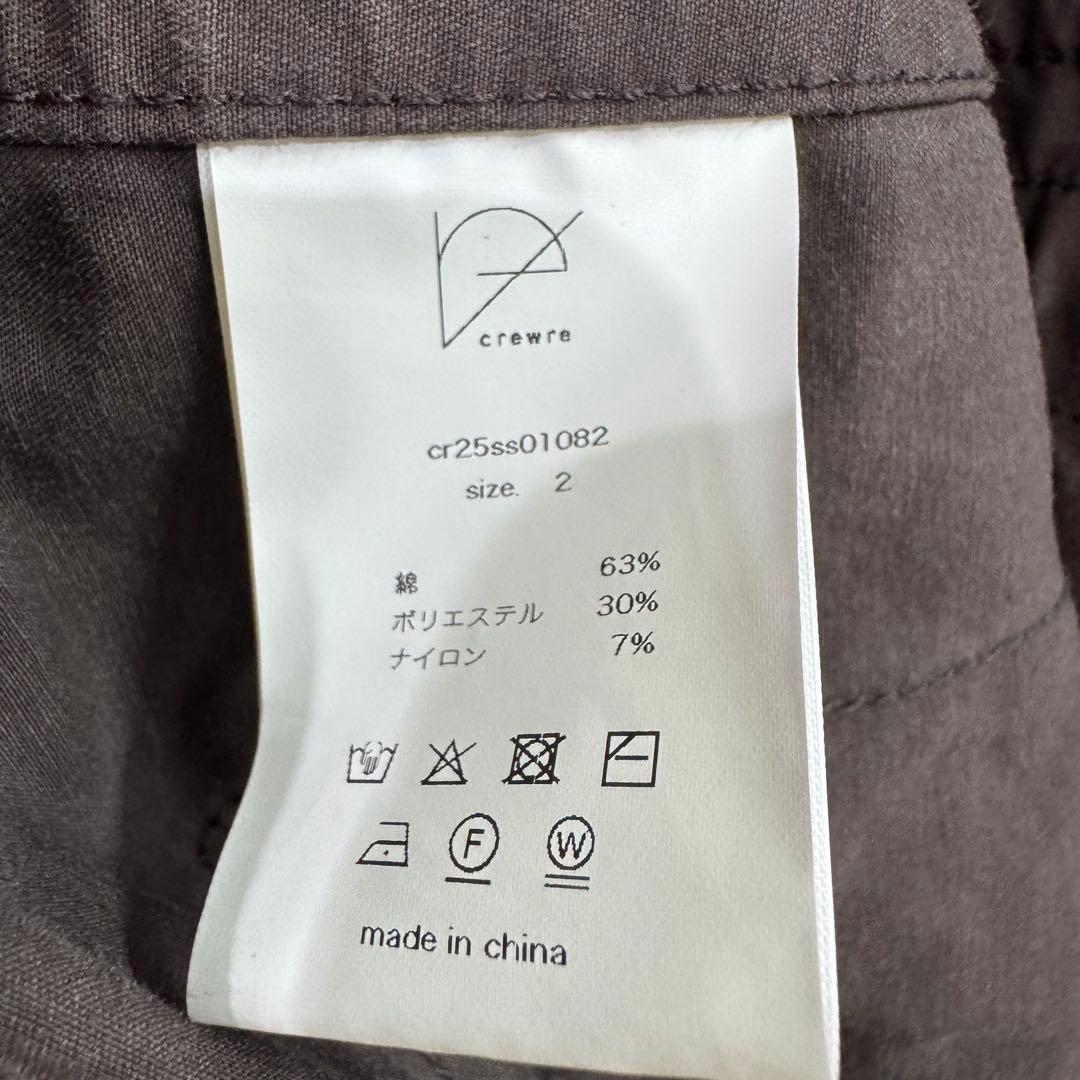 crewre
cr25ss01082
size. 2
綿 63%
ポリエステル 30%
ナイロン 7%
F W
made in china